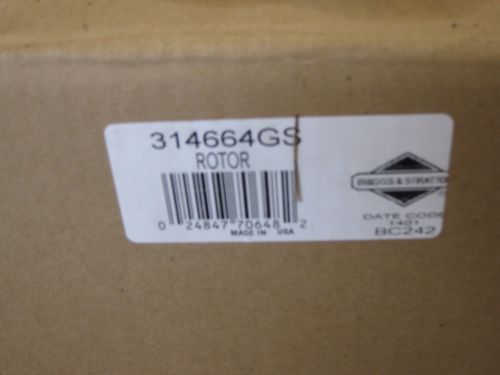 314664GS
ROTOR
0 24847 70648 2
MADE IN USA
BRIGGS & STRATTON
DATE CODE
1401
BC242